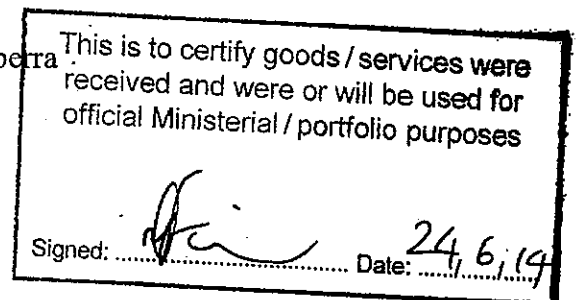 berra
This is to certify goods / services were
received and were or will be used for
official Ministerial / portfolio purposes
Signed: Date: 24, 6, 14